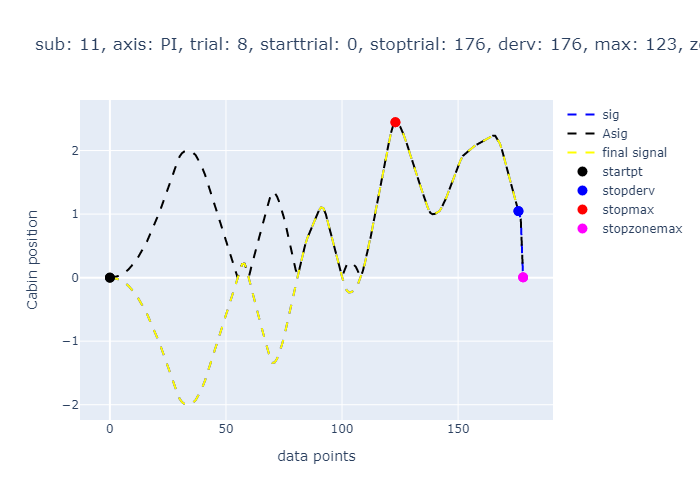 sub: 11, axis: PI, trial: 8, starttrial: 0, stoptrial: 176, derv: 176, max: 123,
sig
Asig
final signal
startpt
stopderv
stopmax
stopzonemax
Cabin position
2
1
0
−1
−2
0
50
100
150
data points